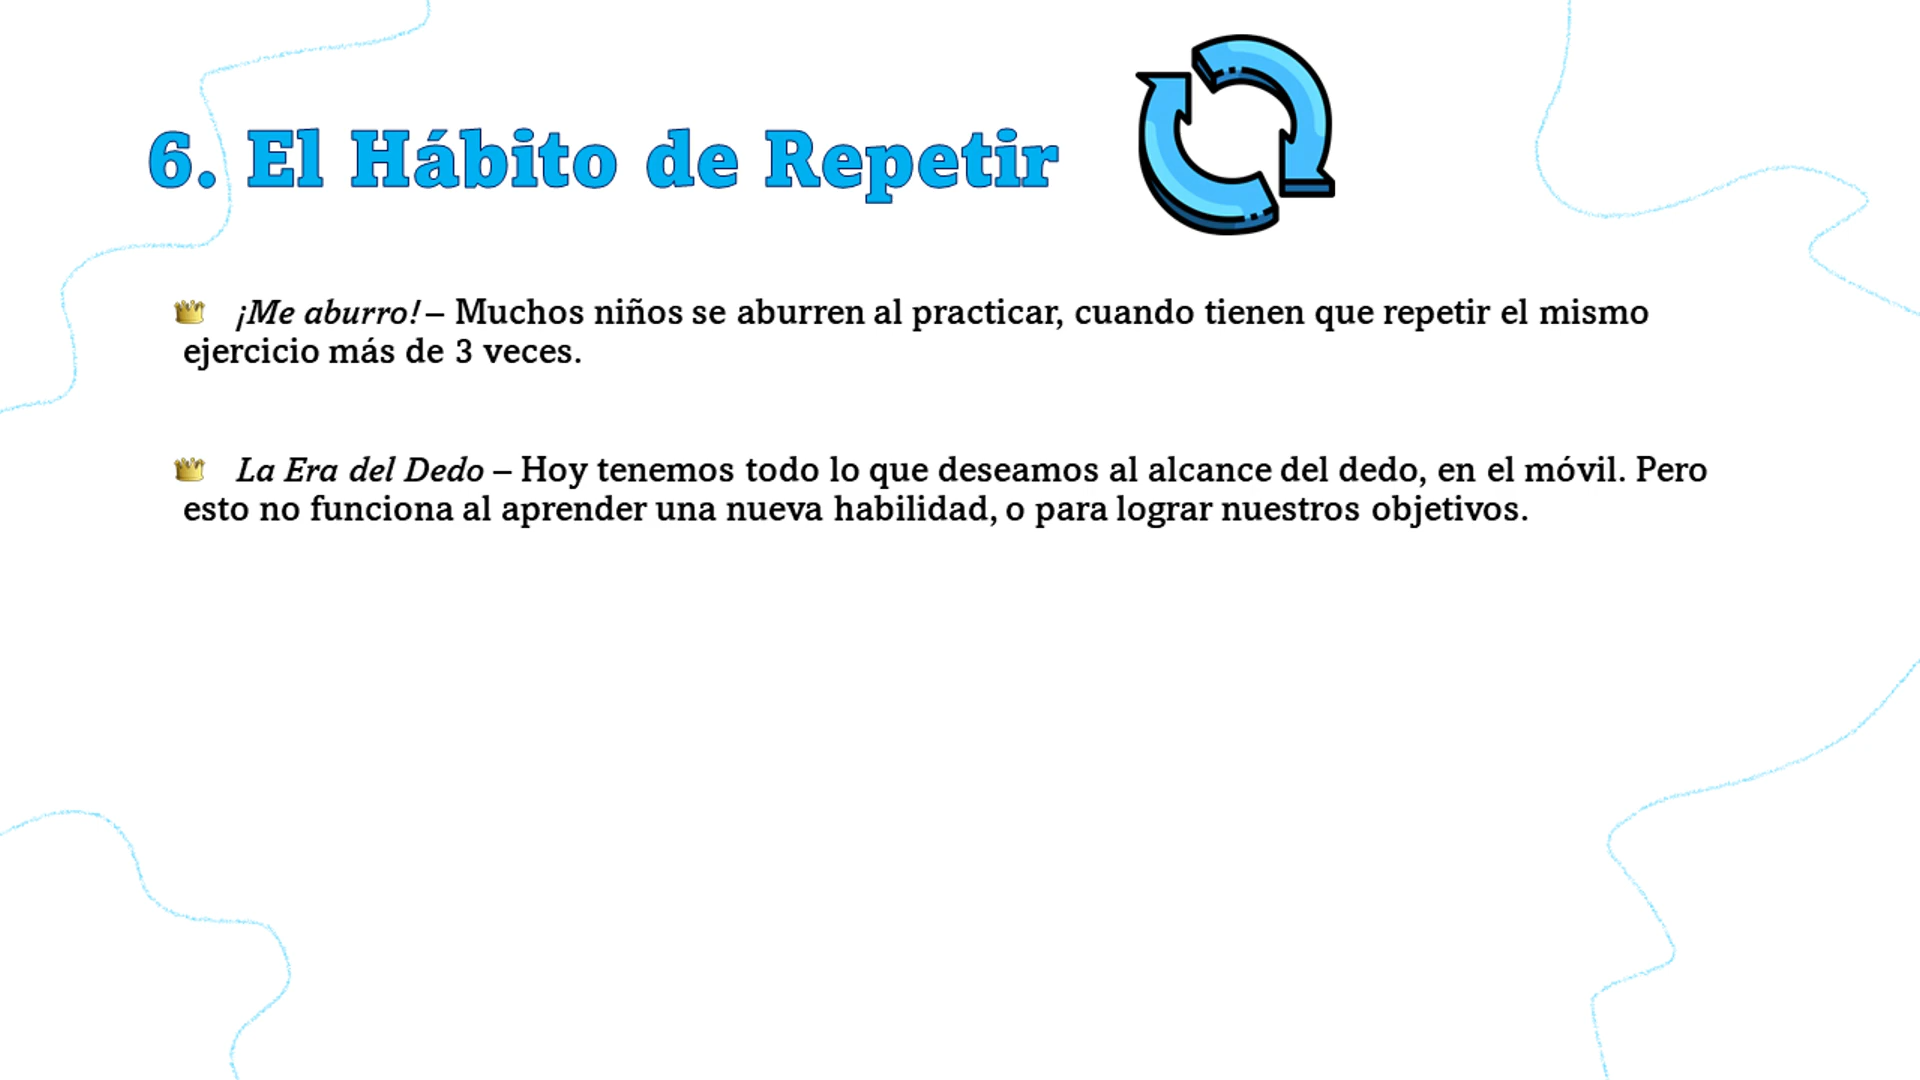 6. El Hábito de Repetir
¡Me aburro! – Muchos niños se aburren al practicar, cuando tienen que repetir el mismo
ejercicio más de 3 veces.
La Era del Dedo – Hoy tenemos todo lo que deseamos al alcance del dedo, en el móvil. Pero
esto no funciona al aprender una nueva habilidad, o para lograr nuestros objetivos.